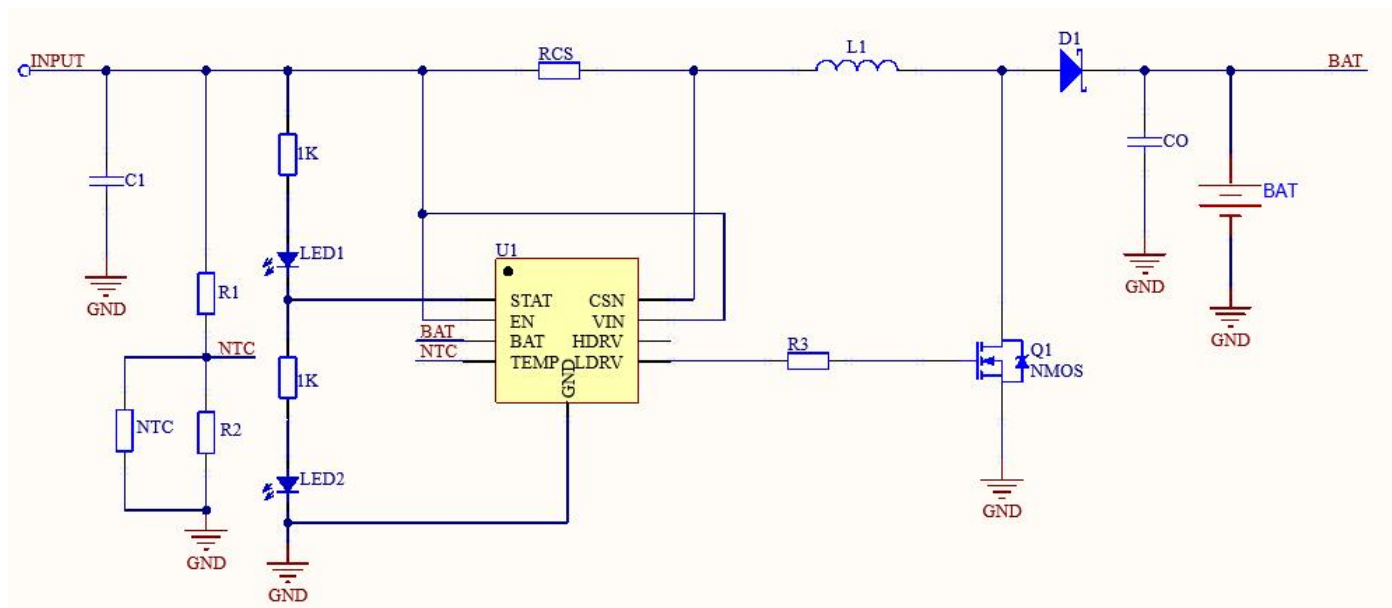 INPUT
RCS
L1
D1
BAT
1K
C1
CO
BAT
LED1
U1
GND
R1
STAT
CSN
EN
VIN
BAT
BAT
HDRV
NTC
TEMP
LDRV
GND
R3
Q1
NMOS
GND
GND
NTC
1K
NTC
R2
LED2
GND
GND
GND